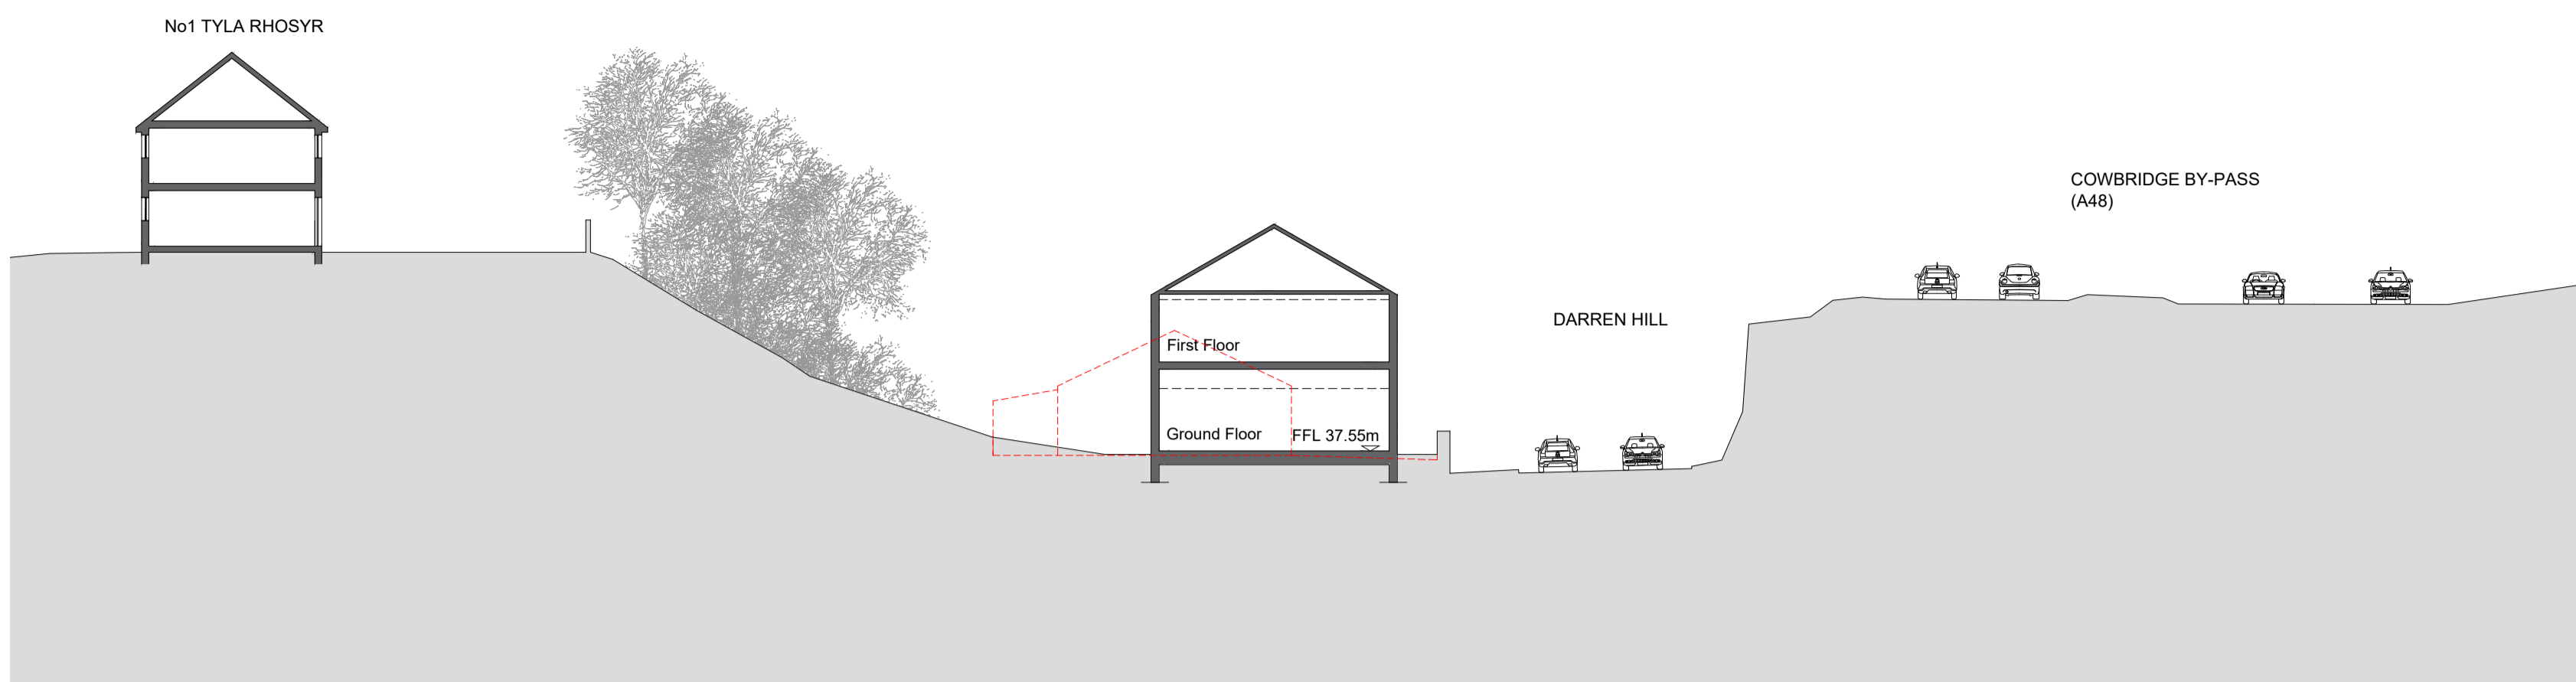 No1 TYLA RHOSYR
COWBRIDGE BY-PASS
(A48)
DARREN HILL
First Floor
Ground Floor
FFL 37.55m